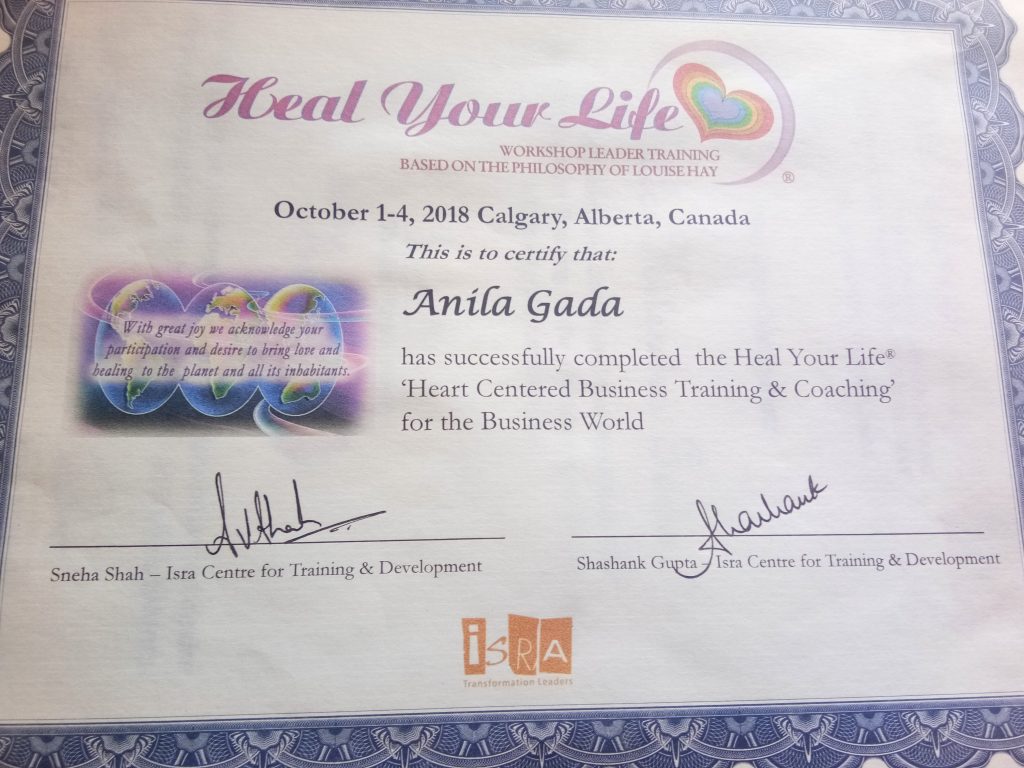 Heal Your Life
WORKSHOP LEADER TRAINING
BASED ON THE PHILOSOPHY OF LOUISE HAY
®
October 1-4, 2018 Calgary, Alberta, Canada
This is to certify that:
Anila Gada
With great joy we acknowledge your
participation and desire to bring love and
healing to the planet and all its inhabitants.
has successfully completed the Heal Your Life®
‘Heart Centered Business Training & Coaching’
for the Business World
Shashank
Sneha Shah – Isra Centre for Training & Development
Shashank Gupta – Isra Centre for Training & Development
iSRA
Transformation Leaders